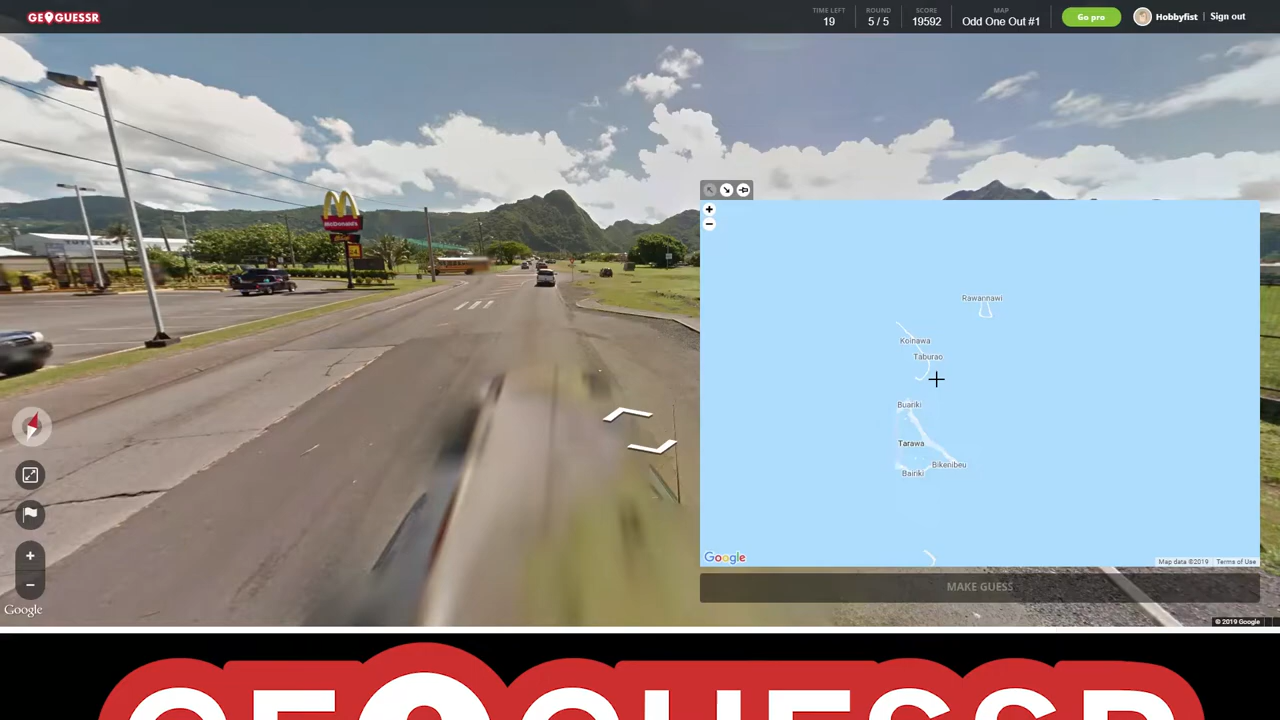 GEOGUESSR
TIME LEFT
19
ROUND
5 / 5
SCORE
19592
MAP
Odd One Out #1
Go pro
Hobbyfist
Sign out
McDonald's
Rawannawi
Koinawa
Taburao
Buariki
Tarawa
Bikenibeu
Bairiki
Google
Map data ©2019
Terms of Use
MAKE GUESS
Google
© 2019 Google
GEOGUESSR